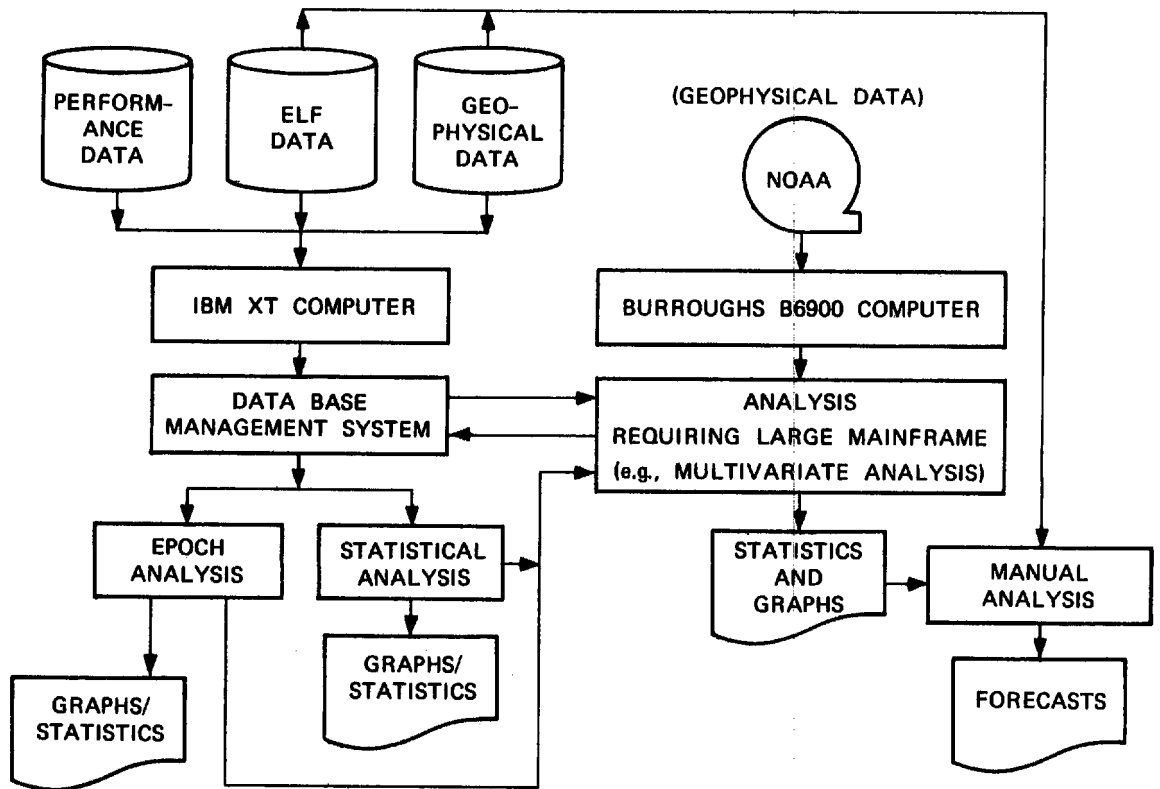 PERFORM-
ANCE
DATA
ELF
DATA
GEO-
PHYSICAL
DATA
(GEOPHYSICAL DATA)
NOAA
IBM XT COMPUTER
BURROUGHS B6900 COMPUTER
DATA BASE
MANAGEMENT SYSTEM
ANALYSIS
REQUIRING LARGE MAINFRAME
(e.g., MULTIVARIATE ANALYSIS)
EPOCH
ANALYSIS
STATISTICAL
ANALYSIS
STATISTICS
AND
GRAPHS
MANUAL
ANALYSIS
GRAPHS/
STATISTICS
GRAPHS/
STATISTICS
FORECASTS